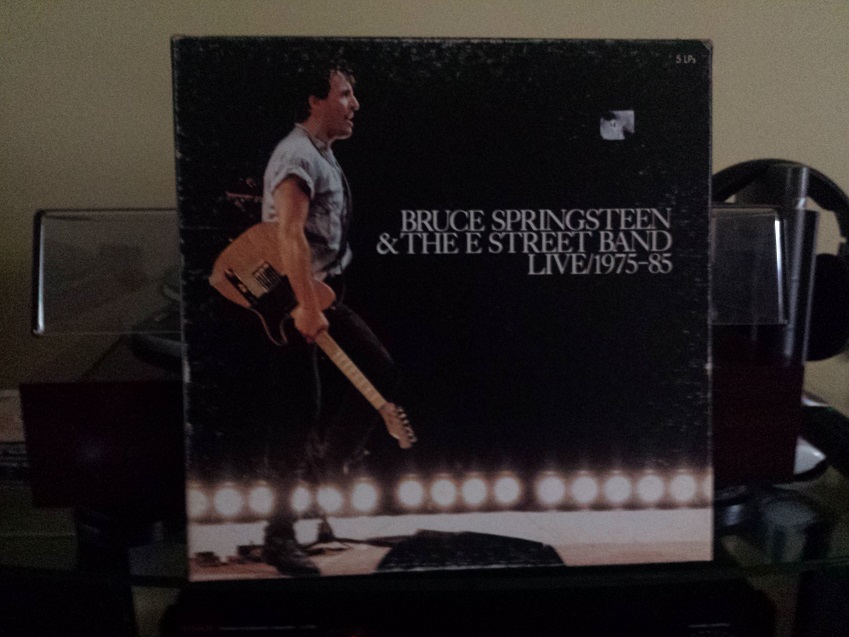 5 LPs
BRUCE SPRINGSTEEN
& THE E STREET BAND
LIVE/1975–85